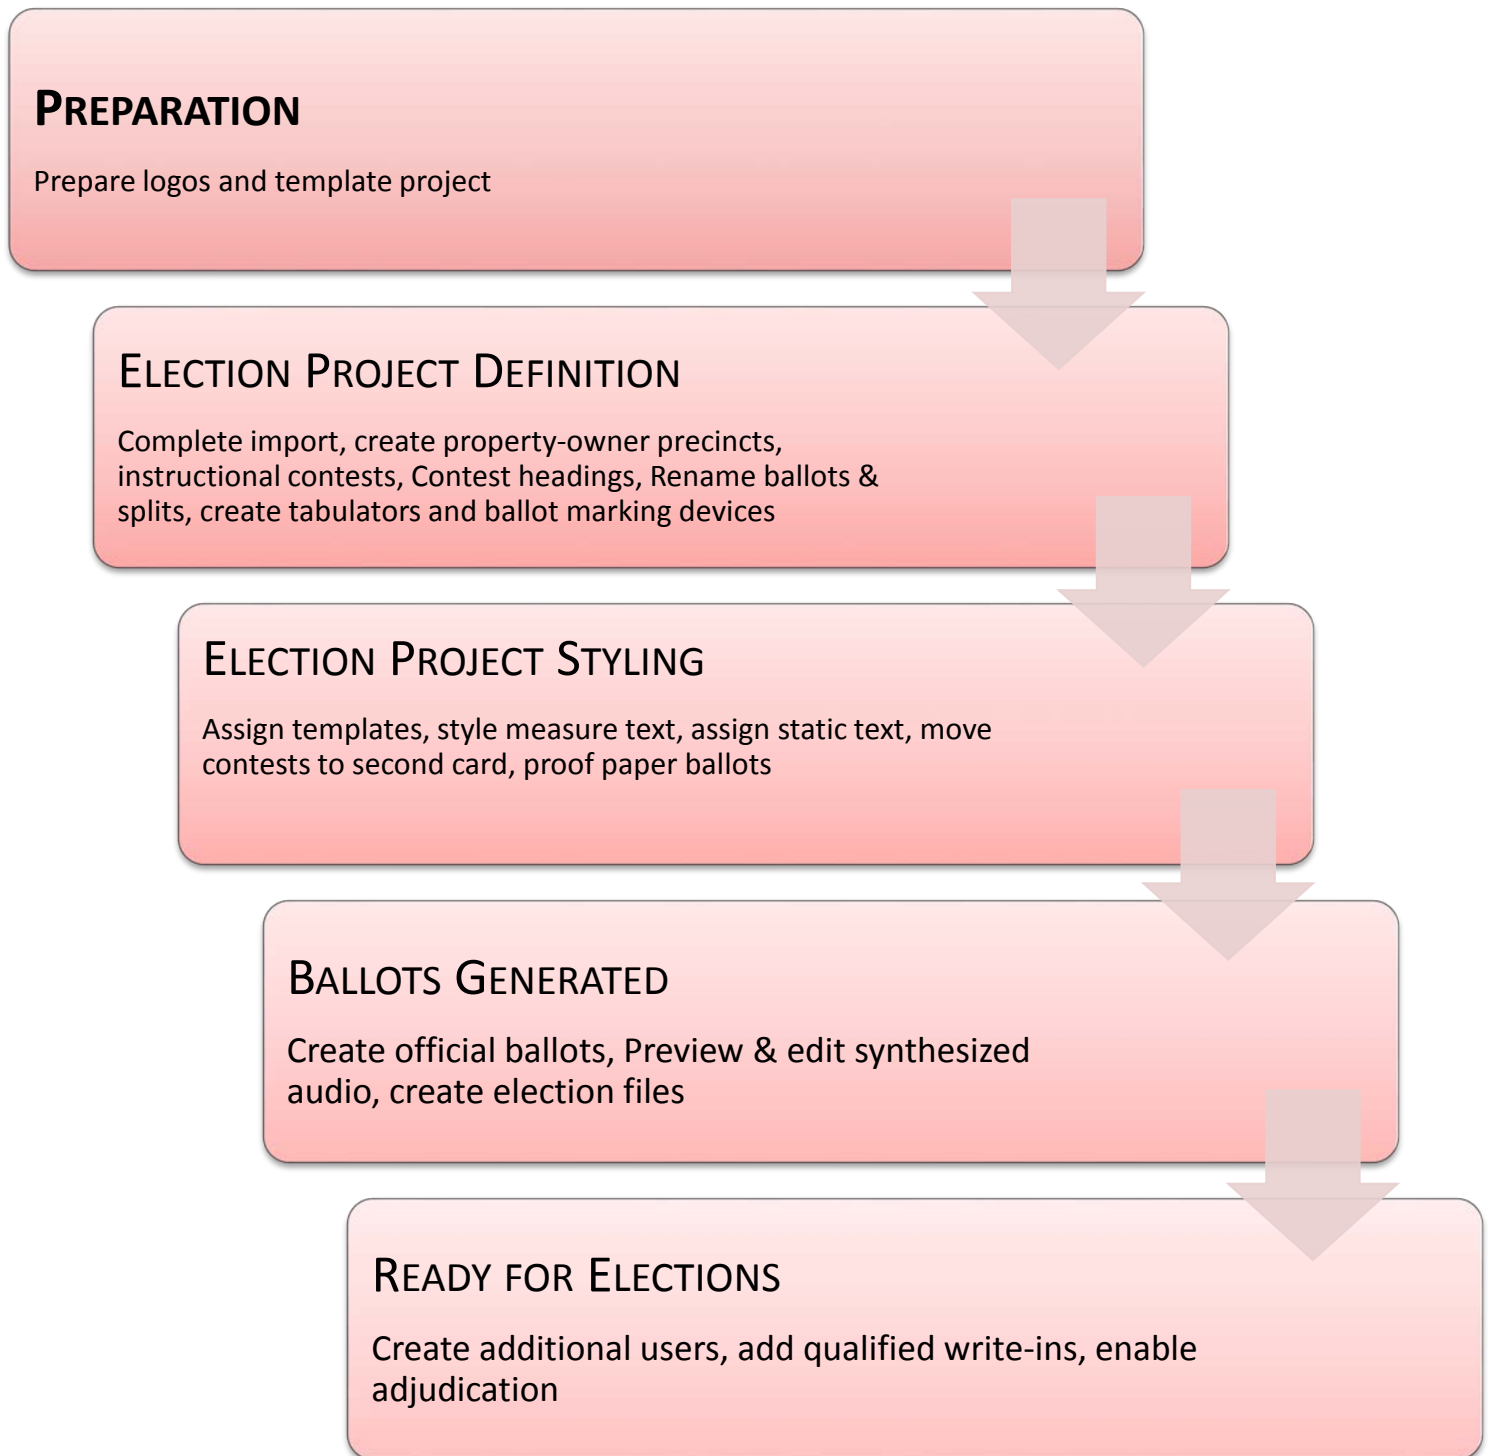 PREPARATION
Prepare logos and template project
ELECTION PROJECT DEFINITION
Complete import, create property-owner precincts,
instructional contests, Contest headings, Rename ballots &
splits, create tabulators and ballot marking devices
ELECTION PROJECT STYLING
Assign templates, style measure text, assign static text, move
contests to second card, proof paper ballots
BALLOTS GENERATED
Create official ballots, Preview & edit synthesized
audio, create election files
READY FOR ELECTIONS
Create additional users, add qualified write-ins, enable
adjudication